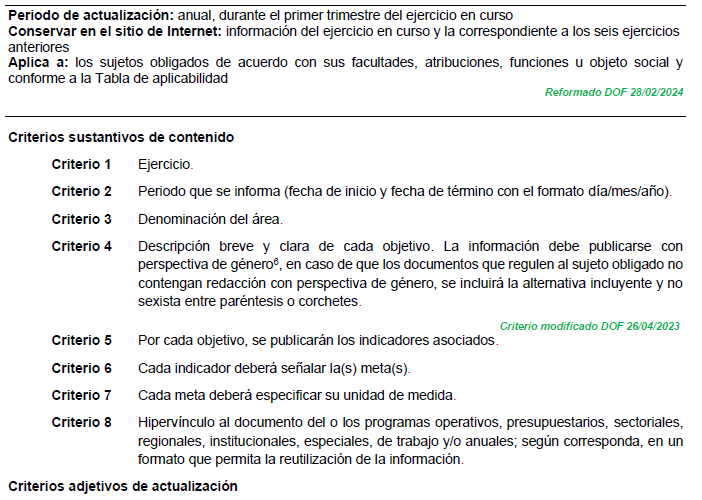 Periodo de actualización: anual, durante el primer trimestre del ejercicio en curso
Conservar en el sitio de Internet: información del ejercicio en curso y la correspondiente a los seis ejercicios
anteriores
Aplica a: los sujetos obligados de acuerdo con sus facultades, atribuciones, funciones u objeto social y
conforme a la Tabla de aplicabilidad
Reformado DOF 28/02/2024
Criterios sustantivos de contenido
Criterio 1 Ejercicio.
Criterio 2 Periodo que se informa (fecha de inicio y fecha de término con el formato día/mes/año).
Criterio 3 Denominación del área.
Criterio 4 Descripción breve y clara de cada objetivo. La información debe publicarse con
perspectiva de género⁶, en caso de que los documentos que regulen al sujeto obligado no
contengan redacción con perspectiva de género, se incluirá la alternativa incluyente y no
sexista entre paréntesis o corchetes.
Criterio modificado DOF 26/04/2023
Criterio 5 Por cada objetivo, se publicarán los indicadores asociados.
Criterio 6 Cada indicador deberá señalar la(s) meta(s).
Criterio 7 Cada meta deberá especificar su unidad de medida.
Criterio 8 Hipervínculo al documento del o los programas operativos, presupuestarios, sectoriales,
regionales, institucionales, especiales, de trabajo y/o anuales; según corresponda, en un
formato que permita la reutilización de la información.
Criterios adjetivos de actualización